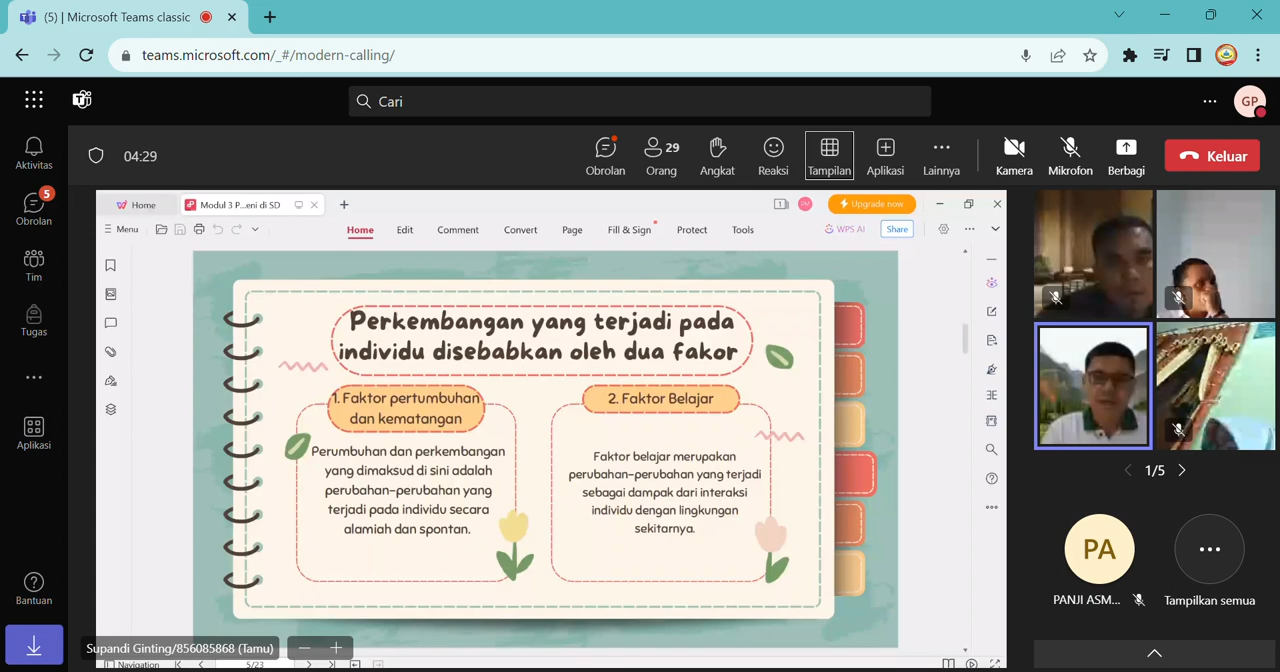 (5) | Microsoft Teams classic
teams.microsoft.com/_#/modern-calling/
Cari
GP
Aktivitas
5
Obrolan
Tim
Tugas
Aplikasi
Bantuan
04:29
Obrolan
29
Orang
Angkat
Reaksi
Tampilan
Aplikasi
Lainnya
Kamera
Mikrofon
Berbagi
Keluar
Home
Modul 3 P...eni di SD
1
PM
Upgrade now
Menu
Home
Edit
Comment
Convert
Page
Fill & Sign
Protect
Tools
WPS AI
Share
Perkembangan yang terjadi pada
individu disebabkan oleh dua fakor
1. Faktor pertumbuhan
dan kematangan
Perumbuhan dan perkembangan
yang dimaksud di sini adalah
perubahan-perubahan yang
terjadi pada individu secara
alamiah dan spontan.
2. Faktor Belajar
Faktor belajar merupakan
perubahan-perubahan yang terjadi
sebagai dampak dari interaksi
individu dengan lingkungan
sekitarnya.
Supandi Ginting/856085868 (Tamu)
Navigation
5/23
1/5
PA
PANJI ASM...
Tampilkan semua